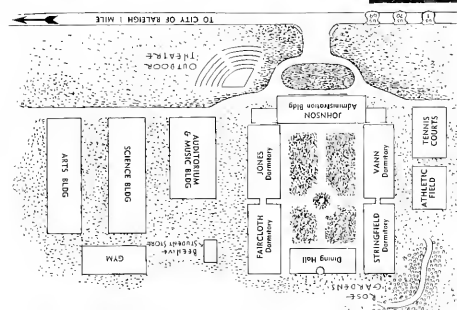 TO CITY OF RALEIGH 1 MILE
OUTDOOR
THEATRE
JOHNSON
Administration Bldg
ARTS BLDG
SCIENCE BLDG
AUDITORIUM
& MUSIC BLDG
JONES
Dormitory
VANN
Dormitory
TENNIS
COURTS
ATHLETIC
FIELD
FAIRCLOTH
Dormitory
STRINGFIELD
Dormitory
GYM
Beehive
Student Store
Dining Hall
ROSE
GARDENS